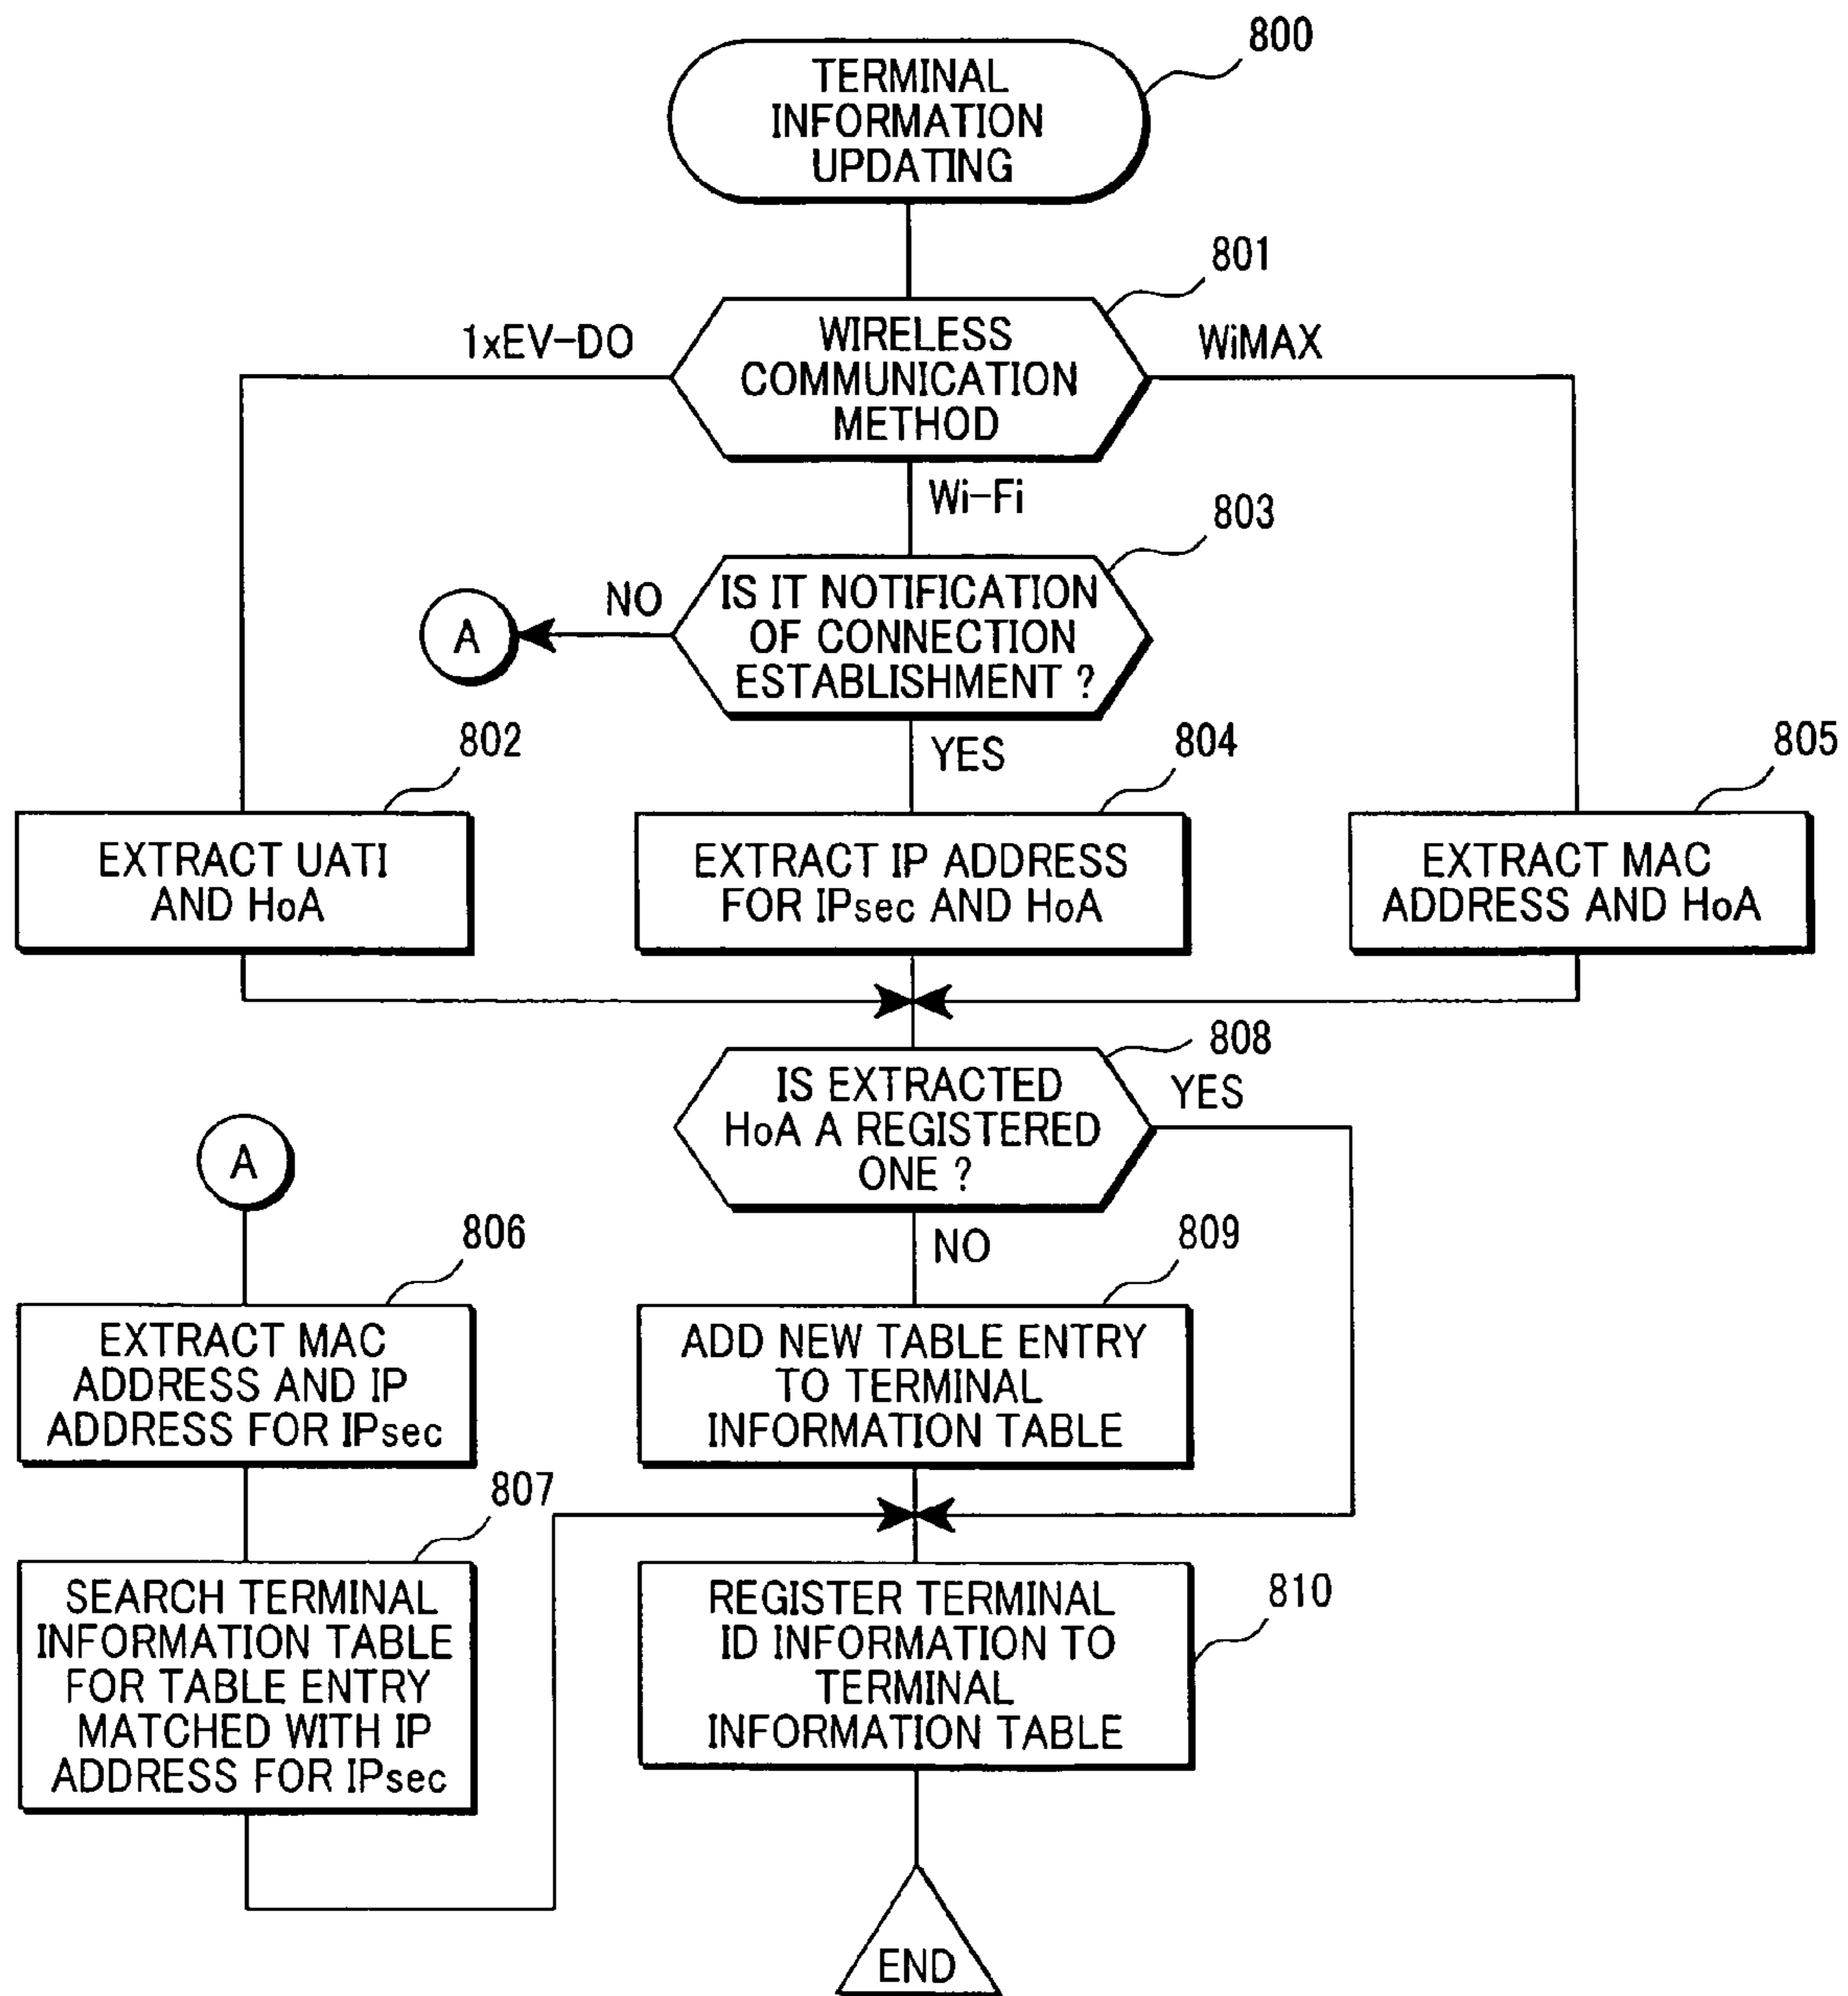 800
TERMINAL
INFORMATION
UPDATING
801
1xEV-DO
WIRELESS
COMMUNICATION
METHOD
WiMAX
Wi-Fi
803
A
NO
IS IT NOTIFICATION
OF CONNECTION
ESTABLISHMENT ?
YES
802
804
805
EXTRACT UATI
AND HoA
EXTRACT IP ADDRESS
FOR IPsec AND HoA
EXTRACT MAC
ADDRESS AND HoA
808
IS EXTRACTED
HoA A REGISTERED
ONE ?
YES
NO
A
806
809
EXTRACT MAC
ADDRESS AND IP
ADDRESS FOR IPsec
ADD NEW TABLE ENTRY
TO TERMINAL
INFORMATION TABLE
807
SEARCH TERMINAL
INFORMATION TABLE
FOR TABLE ENTRY
MATCHED WITH IP
ADDRESS FOR IPsec
REGISTER TERMINAL
ID INFORMATION TO
TERMINAL
INFORMATION TABLE
810
END